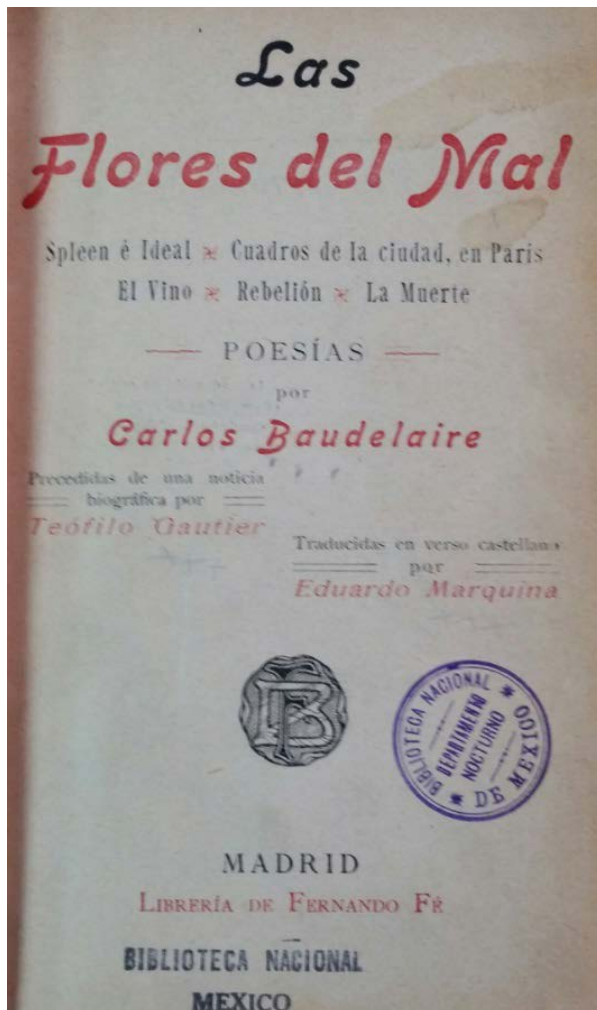 Las
Flores del Mal
Spleen é Ideal × Cuadros de la ciudad, en París
El Vino × Rebelión × La Muerte
POESÍAS
por
Carlos Baudelaire
Precedidas de una noticia
biográfica por
Teófilo Gautier
Traducidas en verso castellano
por
Eduardo Marquina
BIBLIOTECA NACIONAL
DEPARTAMENTO
NOCTURNO
DE MEXICO
MADRID
LIBRERÍA DE FERNANDO FÉ
BIBLIOTECA NACIONAL
MEXICO